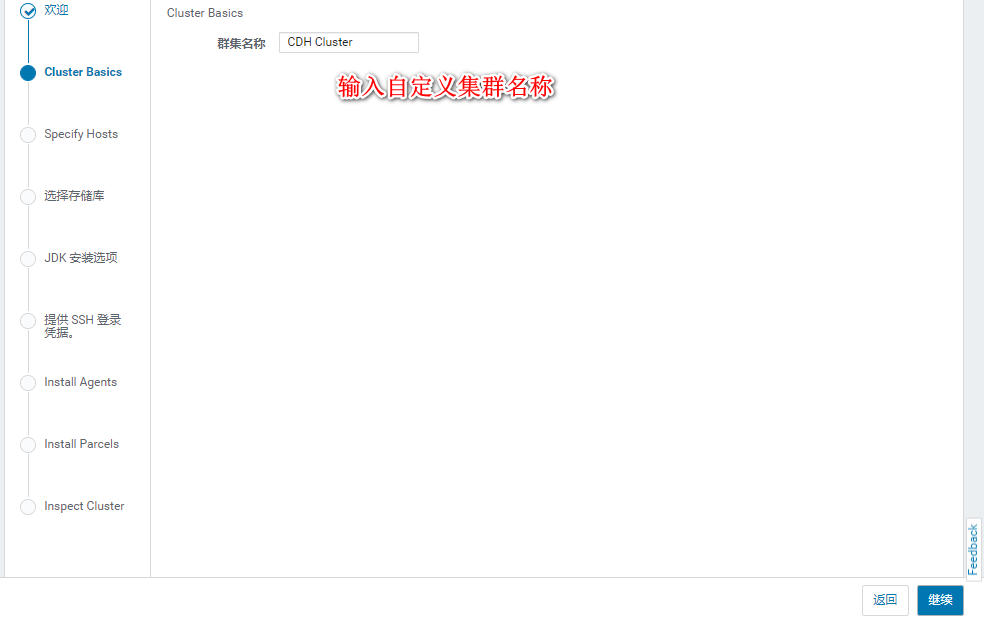 欢迎
Cluster Basics
Specify Hosts
选择存储库
JDK 安装选项
提供 SSH 登录
凭据。
Install Agents
Install Parcels
Inspect Cluster
Cluster Basics
群集名称
CDH Cluster
输入自定义集群名称
Feedback
返回
继续